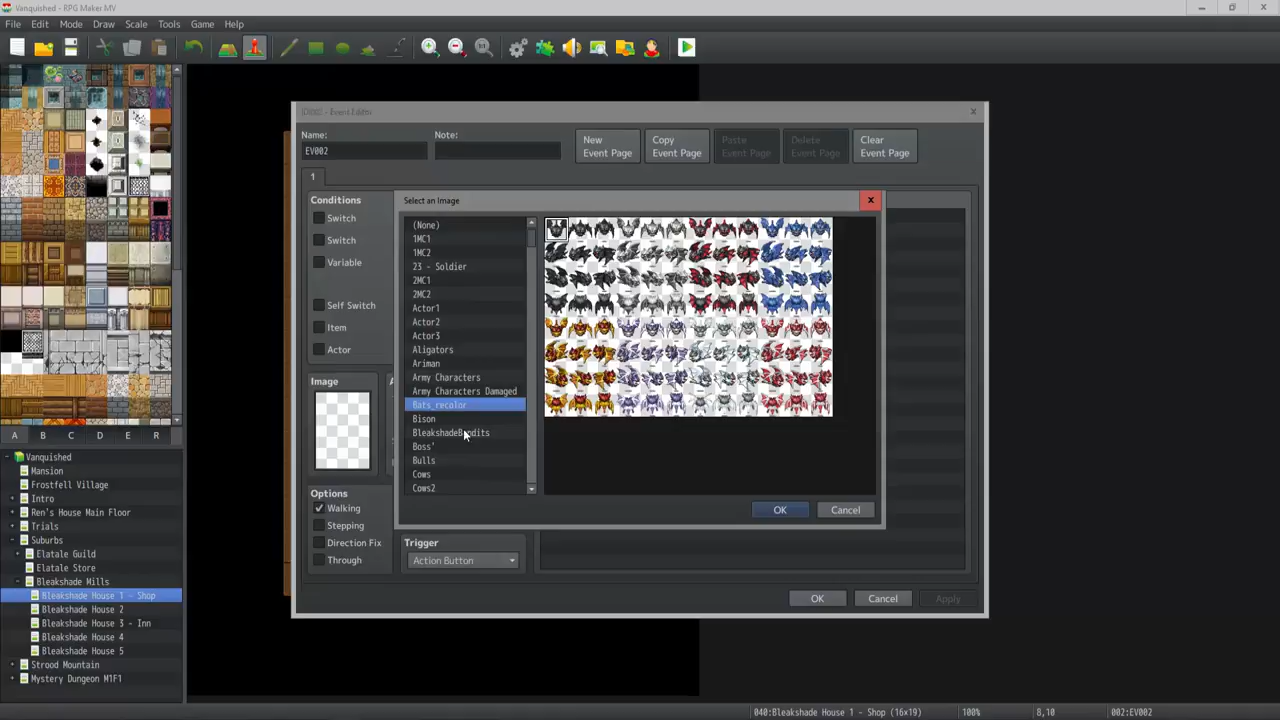 Vanquished - RPG Maker MV
File Edit Mode Draw Scale Tools Game Help
- Event Editor
Name:
Note:
EV002
New Event Page
Copy Event Page
Paste Event Page
Delete Event Page
Clear Event Page
1
Conditions
Switch
Switch
Variable
Self Switch
Item
Actor
Image
Options
Walking
Stepping
Direction Fix
Through
Trigger
Action Button
Select an Image
(None)
1MC1
1MC2
23 - Soldier
2MC1
2MC2
Actor1
Actor2
Actor3
Aligators
Ariman
Army Characters
Army Characters Damaged
Bats_recolor
Bison
BleakshadeBandits
Boss'
Bulls
Cows
Cows2
OK Cancel
OK Cancel Apply
A B C D E R
Vanquished
Mansion
Frostfell Village
Intro
Ren's House Main Floor
Trials
Suburbs
Elatale Guild
Elatale Store
Bleakshade Mills
Bleakshade House 1 - Shop
Bleakshade House 2
Bleakshade House 3 - Inn
Bleakshade House 4
Bleakshade House 5
Strood Mountain
Mystery Dungeon M1F1
040:Bleakshade House 1 - Shop (16x19) 100% 8,10 002:EV002